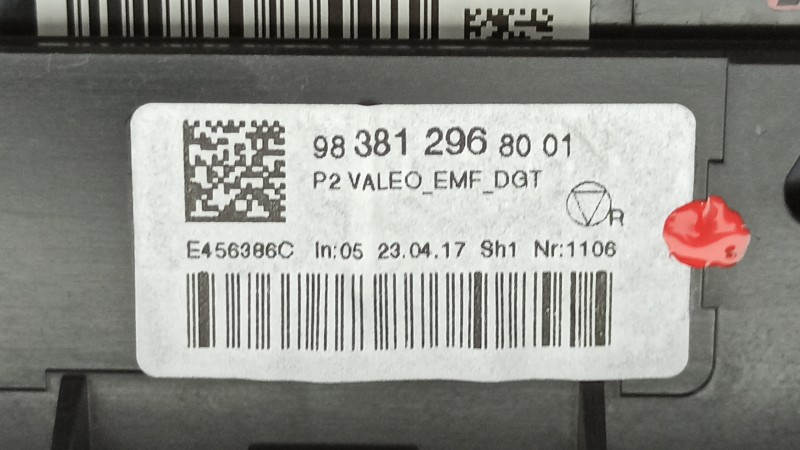 98 381 296 80 01
P2 VALEO_EMF_DGT
R
E456386C In:05 23.04.17 Sh1 Nr:1106